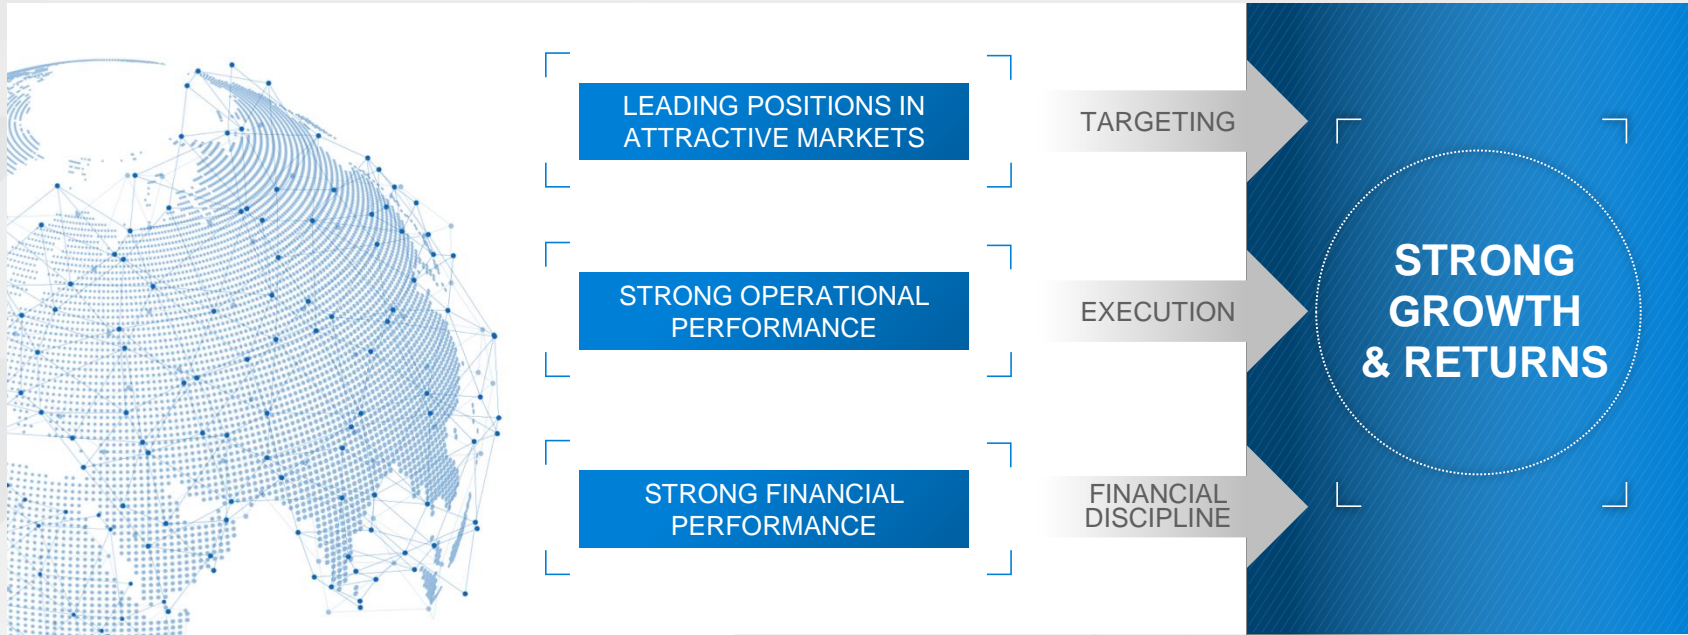 LEADING POSITIONS IN
ATTRACTIVE MARKETS
TARGETING
STRONG OPERATIONAL
PERFORMANCE
EXECUTION
STRONG FINANCIAL
PERFORMANCE
FINANCIAL
DISCIPLINE
STRONG
GROWTH
& RETURNS